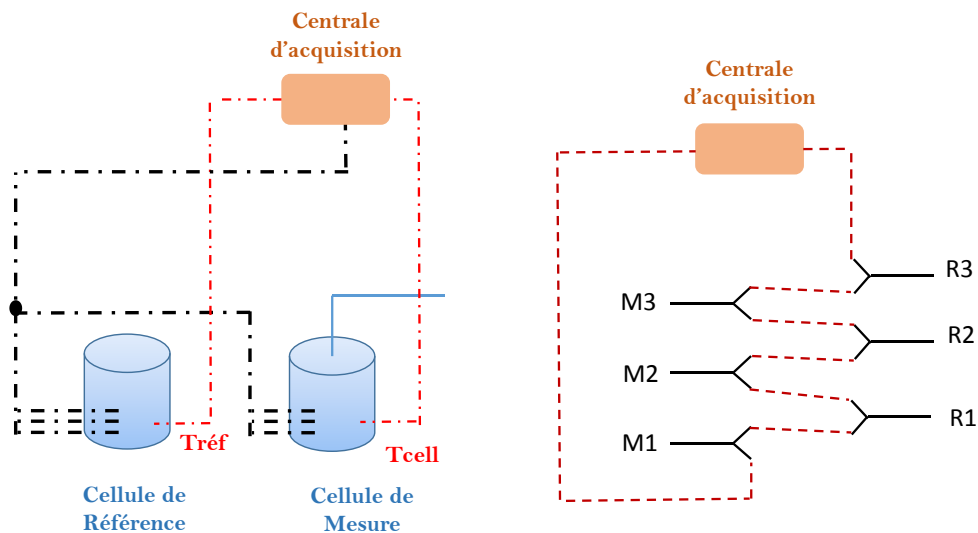 Centrale
d'acquisition
Tréf
Tcell
Cellule de
Référence
Cellule de
Mesure
Centrale
d'acquisition
R3
M3
R2
M2
R1
M1